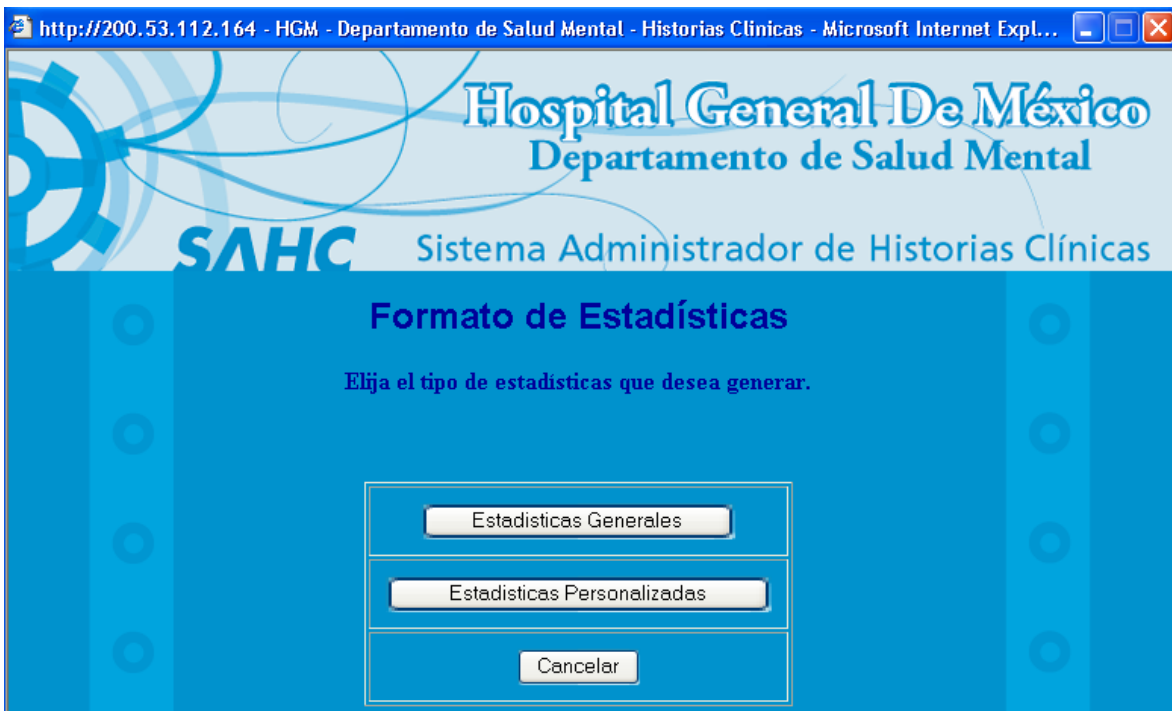 http://200.53.112.164 - HGM - Departamento de Salud Mental - Historias Clinicas - Microsoft Internet Expl...
Hospital General De México
Departamento de Salud Mental
SAHC Sistema Administrador de Historias Clínicas
Formato de Estadísticas
Elija el tipo de estadísticas que desea generar.
Estadisticas Generales
Estadisticas Personalizadas
Cancelar